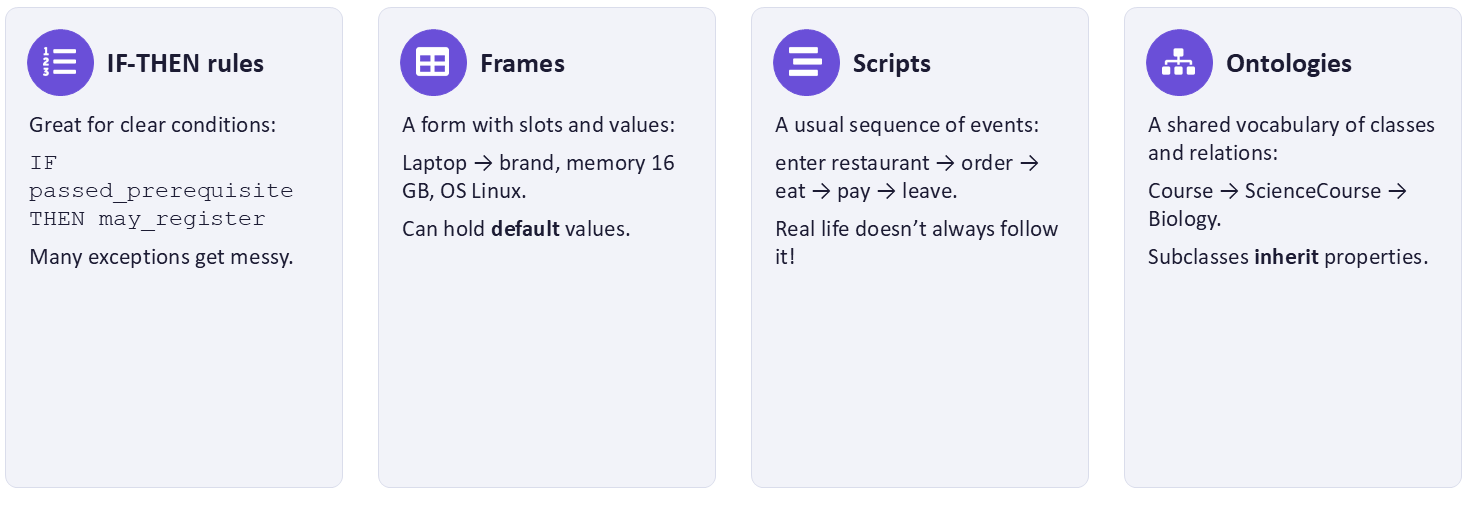 IF-THEN rules
Great for clear conditions:
IF
passed_prerequisite
THEN may_register
Many exceptions get messy.
Frames
A form with slots and values:
Laptop → brand, memory 16
GB, OS Linux.
Can hold default values.
Scripts
A usual sequence of events:
enter restaurant → order →
eat → pay → leave.
Real life doesn’t always follow
it!
Ontologies
A shared vocabulary of classes
and relations:
Course → ScienceCourse →
Biology.
Subclasses inherit properties.